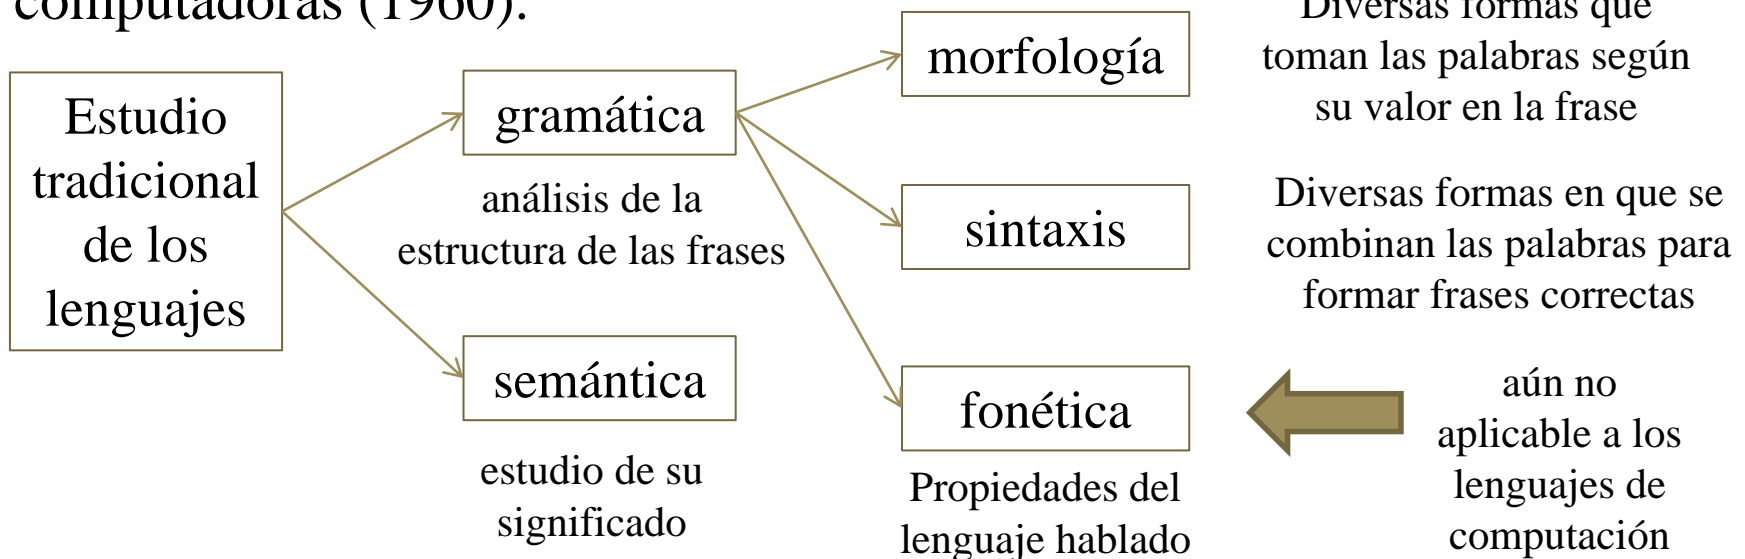 computadoras (1960).
Estudio
tradicional
de los
lenguajes
gramática
análisis de la
estructura de las frases
semántica
estudio de su
significado
morfología
Diversas formas que
toman las palabras según
su valor en la frase
sintaxis
Diversas formas en que se
combinan las palabras para
formar frases correctas
fonética
Propiedades del
lenguaje hablado
aún no
aplicable a los
lenguajes de
computación